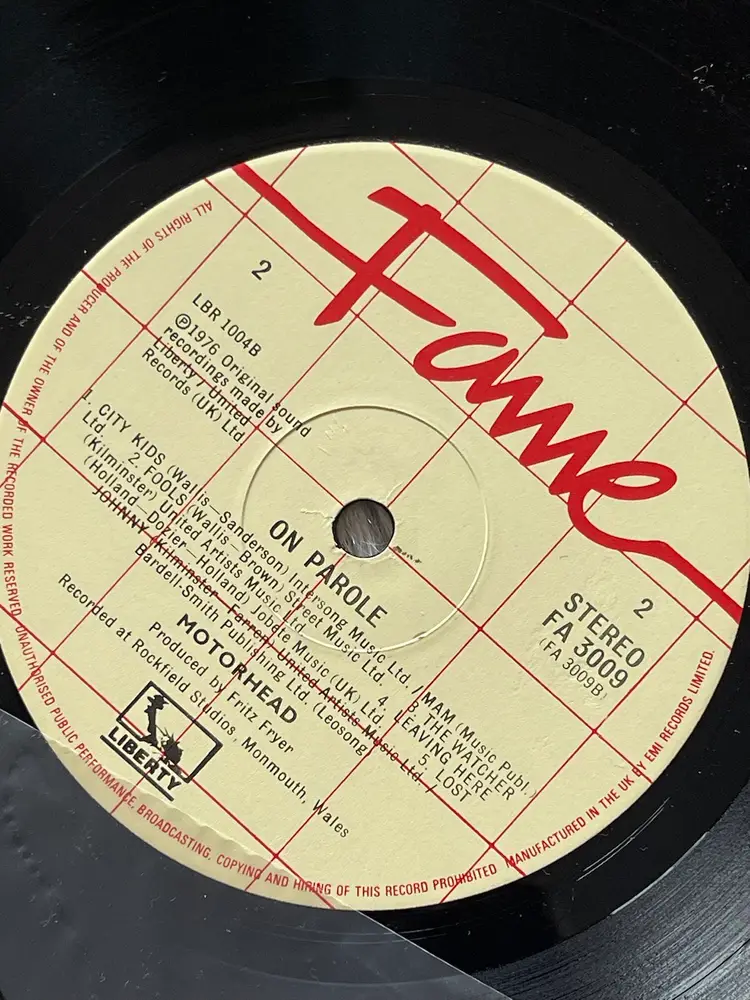 Fame
2
LBR 1004B
Ⓟ1976 Original sound
recordings made by
Liberty / United
Records (UK) Ltd
2
STEREO
FA 3009
(FA 3009B)
ON PAROLE
1. CITY KIDS (Wallis–Sanderson) Intersong Music Ltd. / MAM (Music Publ.)
Ltd. 2. FOOLS (Wallis–Brown) Street Music Ltd. 3. THE WATCHER
(Kilminster) United Artists Music Ltd. 4. LEAVING HERE
(Holland–Dozier–Holland) Jobete Music (UK) Ltd. 5. LOST
JOHNNY (Kilminster–Farren) United Artists Music Ltd. /
Bardell-Smith Publishing Ltd. (Leosong
MOTORHEAD
Produced by Fritz Fryer
Recorded at Rockfield Studios, Monmouth, Wales
LIBERTY
ALL RIGHTS OF THE PRODUCER AND OF THE OWNER OF THE RECORDED WORK RESERVED. UNAUTHORISED PUBLIC PERFORMANCE, BROADCASTING, COPYING AND HIRING OF THIS RECORD PROHIBITED MANUFACTURED IN THE UK BY EMI RECORDS LIMITED.